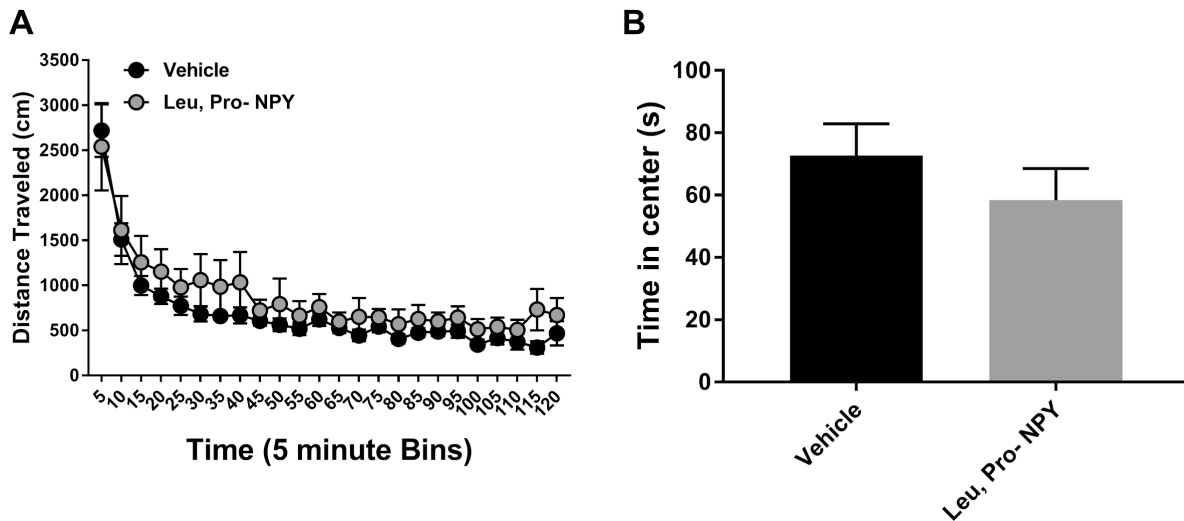 A
Distance Traveled (cm)
3500
3000
2500
2000
1500
1000
500
0
Vehicle
Leu, Pro- NPY
5 10 15 20 25 30 35 40 45 50 55 60 65 70 75 80 85 90 95 100 105 110 115 120
Time (5 minute Bins)
B
Time in center (s)
100
80
60
40
20
0
Vehicle
Leu, Pro- NPY